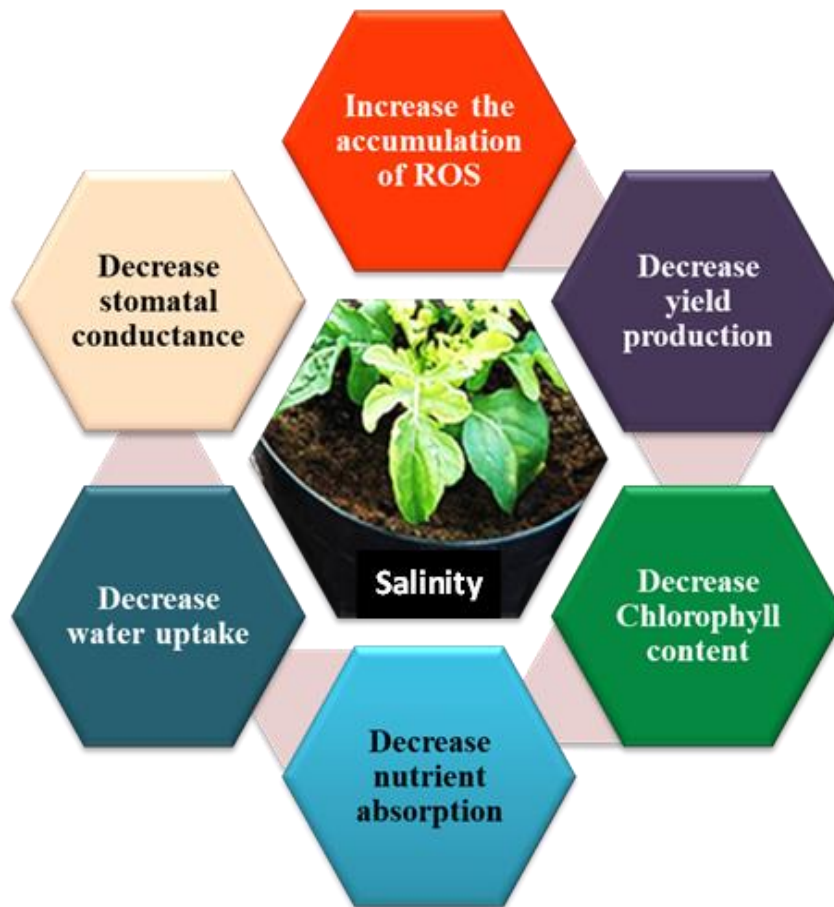 Increase the
accumulation
of ROS
Decrease
yield
production
Decrease
Chlorophyll
content
Decrease
nutrient
absorption
Decrease
water uptake
Decrease
stomatal
conductance
Salinity